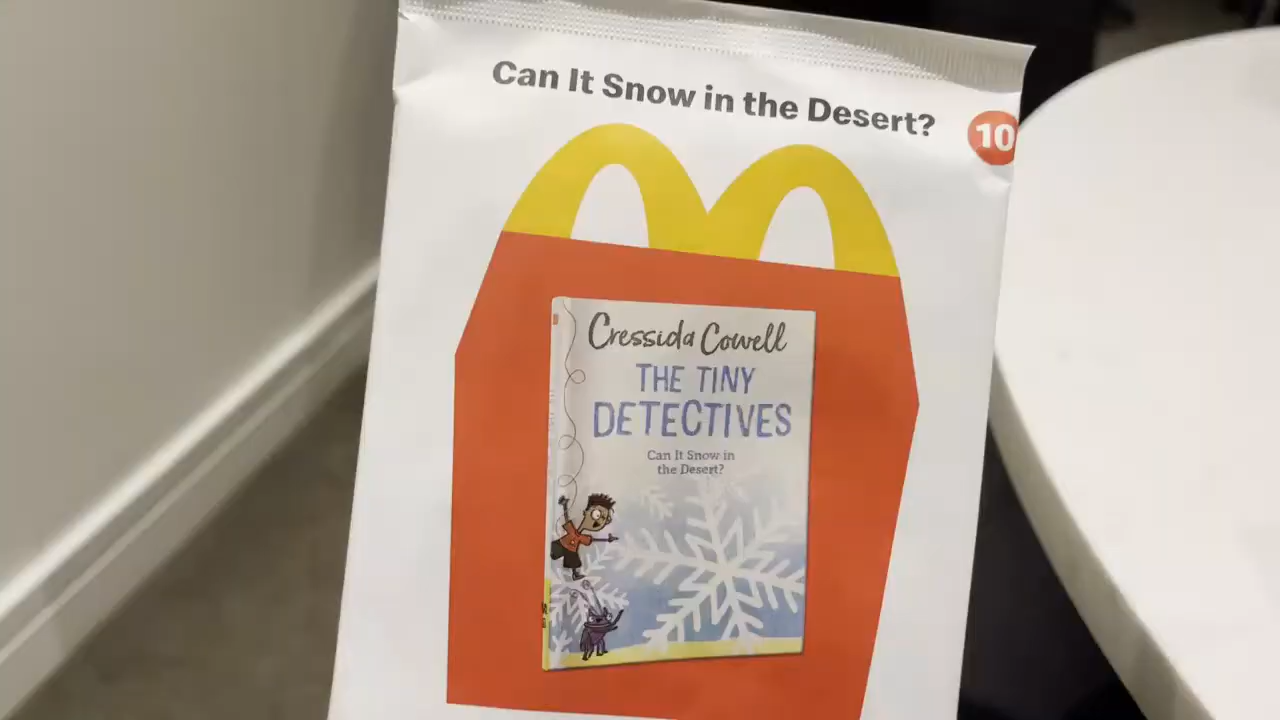 Can It Snow in the Desert?
10
Cressida Cowell
THE TINY
DETECTIVES
Can It Snow in
the Desert?